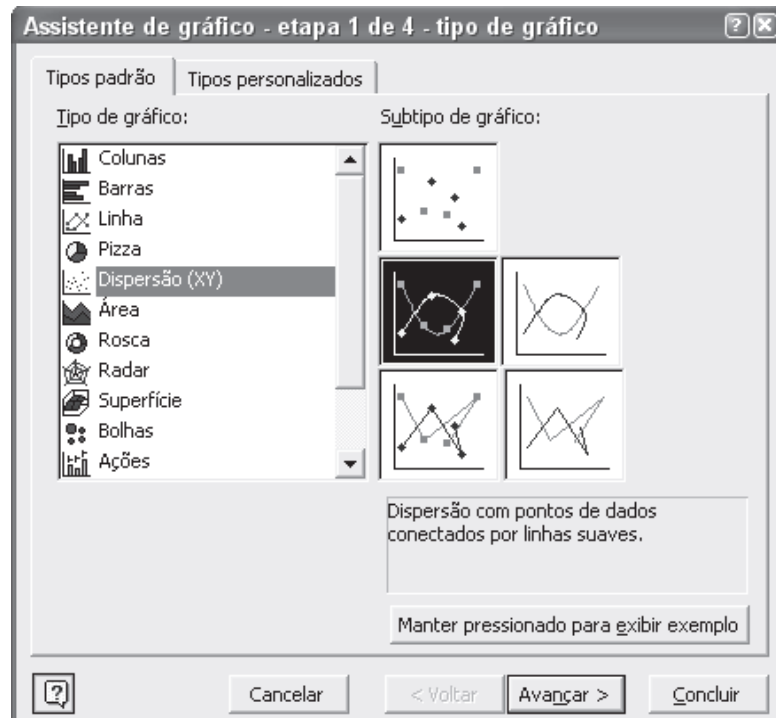 Assistente de gráfico - etapa 1 de 4 - tipo de gráfico
Tipos padrão
Tipos personalizados
Tipo de gráfico:
Subtipo de gráfico:
Colunas
Barras
Linha
Pizza
Dispersão (XY)
Área
Rosca
Radar
Superfície
Bolhas
Ações
Dispersão com pontos de dados
conectados por linhas suaves.
Manter pressionado para exibir exemplo
Cancelar
< Voltar
Avançar >
Concluir